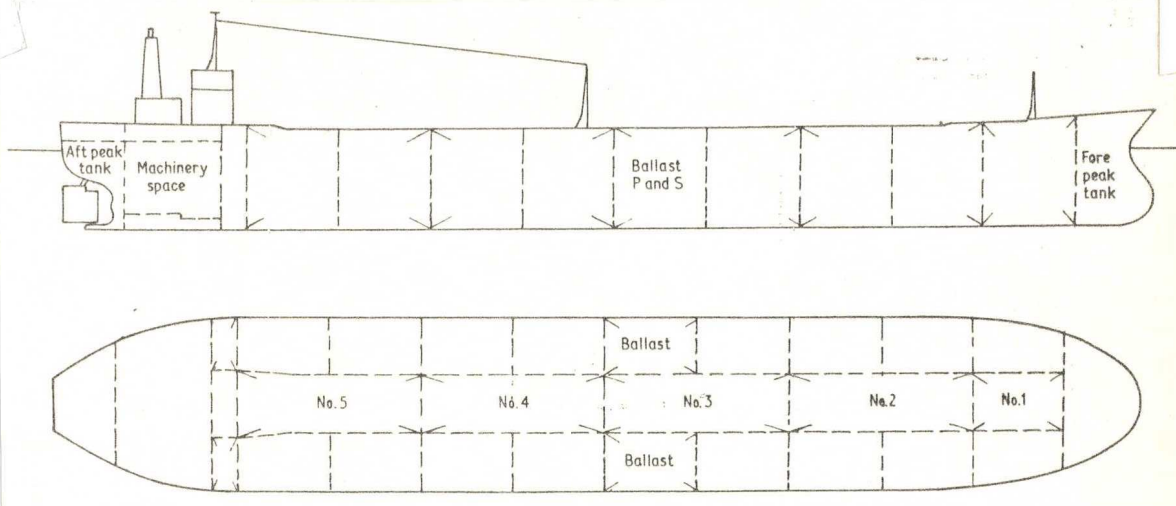 Aft peak
tank
Machinery
space
Ballast
P and S
Fore
peak
tank
Ballast
No.5
No.4
No.3
No.2
No.1
Ballast